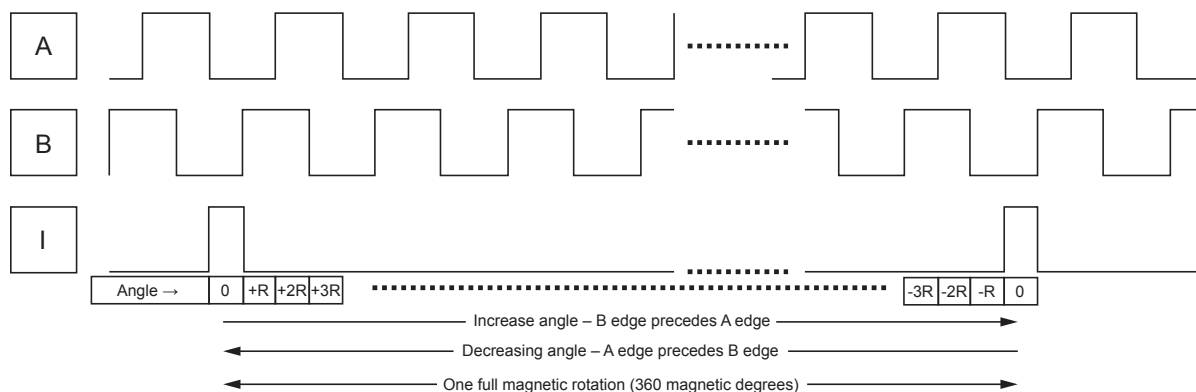 A
B
I
Angle → 0 +R +2R +3R -3R -2R -R 0
Increase angle – B edge precedes A edge
Decreasing angle – A edge precedes B edge
One full magnetic rotation (360 magnetic degrees)